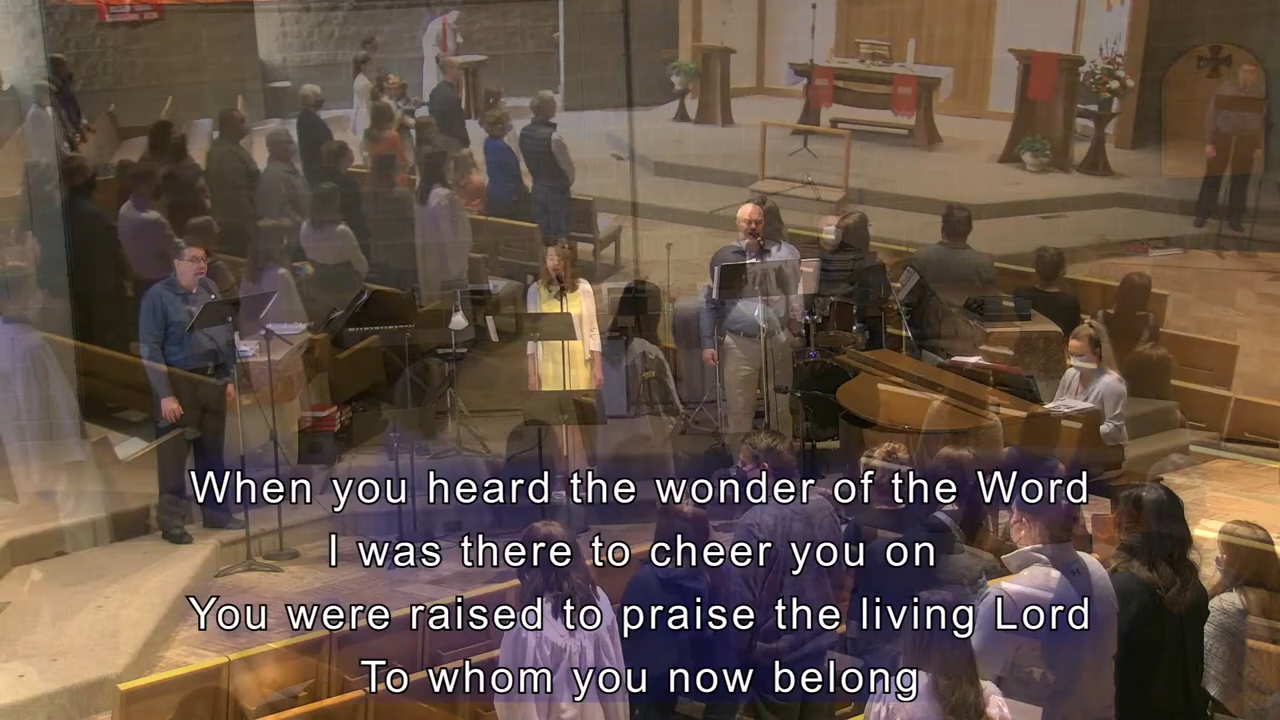 When you heard the wonder of the Word
I was there to cheer you on
You were raised to praise the living Lord
To whom you now belong